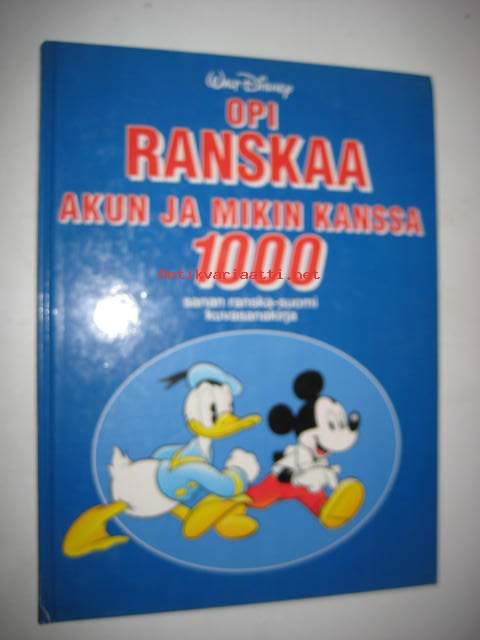 Walt Disney
OPI
RANSKAA
AKUN JA MIKIN KANSSA
1000
Antikvariaatti.net
sanan ranska-suomi
kuvasanakirja